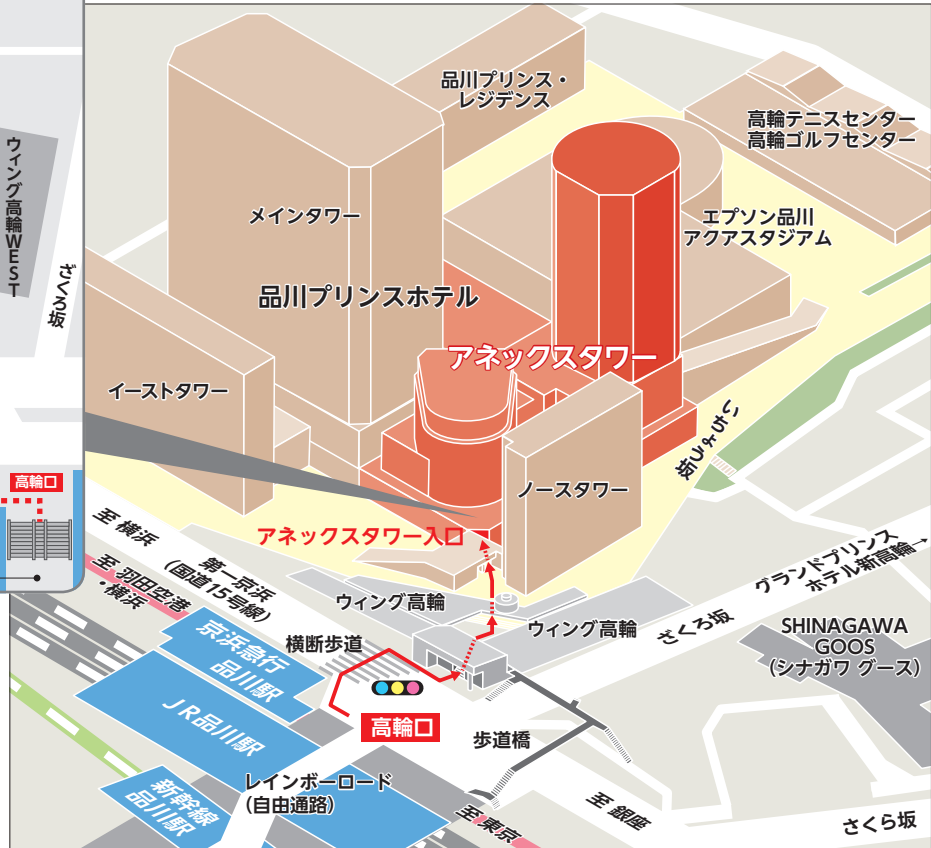 品川プリンス・
レジデンス
高輪テニスセンター
高輪ゴルフセンター
ウィング高輪WEST
メインタワー
エプソン品川
アクアスタジアム
ざくろ坂
品川プリンスホテル
アネックスタワー
イーストタワー
いちょう坂
高輪口
ノースタワー
至 横浜
アネックスタワー入口
第一京浜
(国道15号線)
至 羽田空港
・横浜
グランドプリンス
ホテル新高輪→
ウィング高輪
ウィング高輪
ざくろ坂
SHINAGAWA
GOOS
(シナガワ グース)
京浜急行
品川駅
横断歩道
JR品川駅
高輪口
歩道橋
レインボーロード
(自由通路)
新幹線
品川駅
至 東京
至 銀座
さくら坂